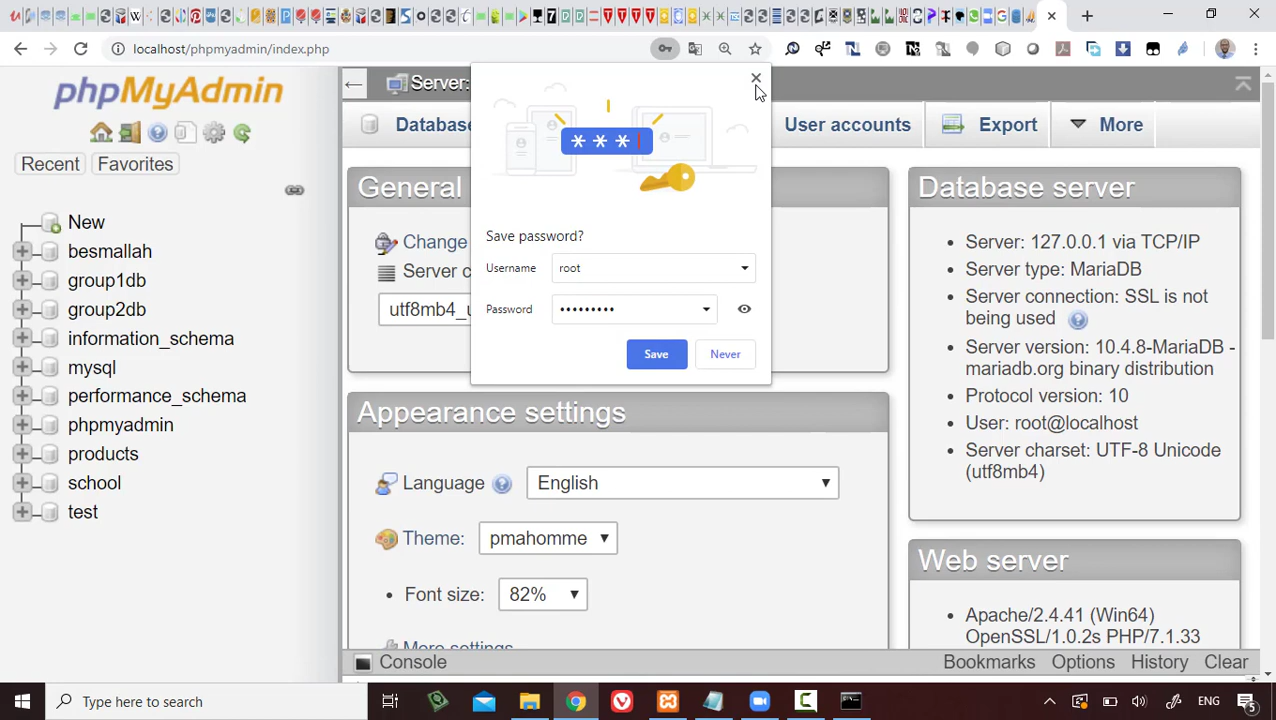 localhost/phpmyadmin/index.php
phpMyAdmin
Recent
Favorites
New
besmallah
group1db
group2db
information_schema
mysql
performance_schema
phpmyadmin
products
school
test
Server:
Databas
User accounts
Export
More
General
Change
Server c
utf8mb4_u
***
Save password?
Username
root
Password
•••••••••
Save
Never
Appearance settings
Language
English
Theme:
pmahomme
• Font size:
82%
More settings
Database server
• Server: 127.0.0.1 via TCP/IP
• Server type: MariaDB
• Server connection: SSL is not
being used
• Server version: 10.4.8-MariaDB -
mariadb.org binary distribution
• Protocol version: 10
• User: root@localhost
• Server charset: UTF-8 Unicode
(utf8mb4)
Web server
• Apache/2.4.41 (Win64)
OpenSSL/1.0.2s PHP/7.1.33
Console
Bookmarks
Options
History
Clear
Type here to search
ENG
5